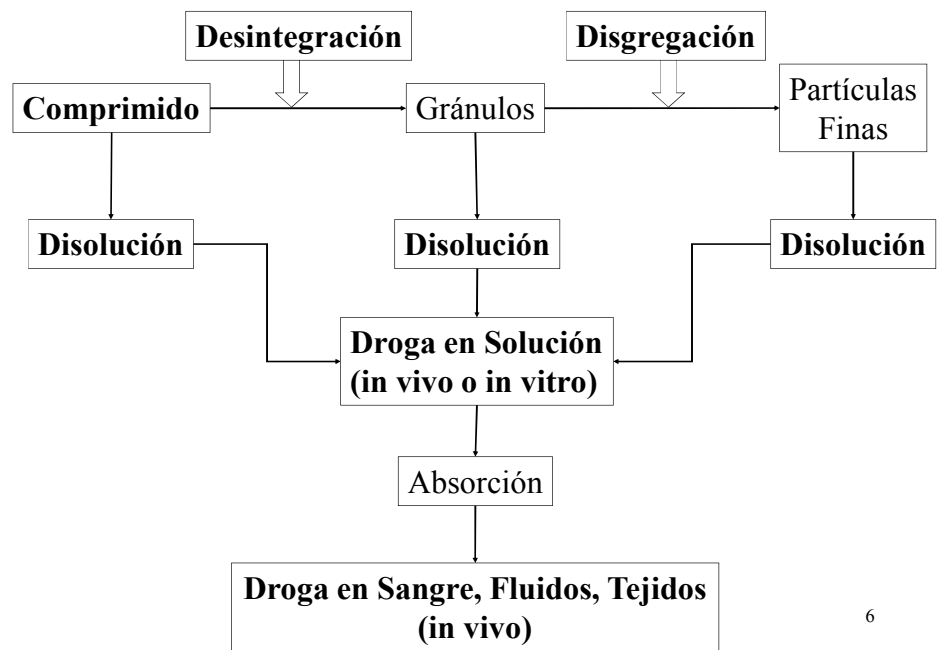 Desintegración
Disgregación
Comprimido
Gránulos
Partículas
Finas
Disolución
Disolución
Disolución
Droga en Solución
(in vivo o in vitro)
Absorción
Droga en Sangre, Fluidos, Tejidos
(in vivo)
6